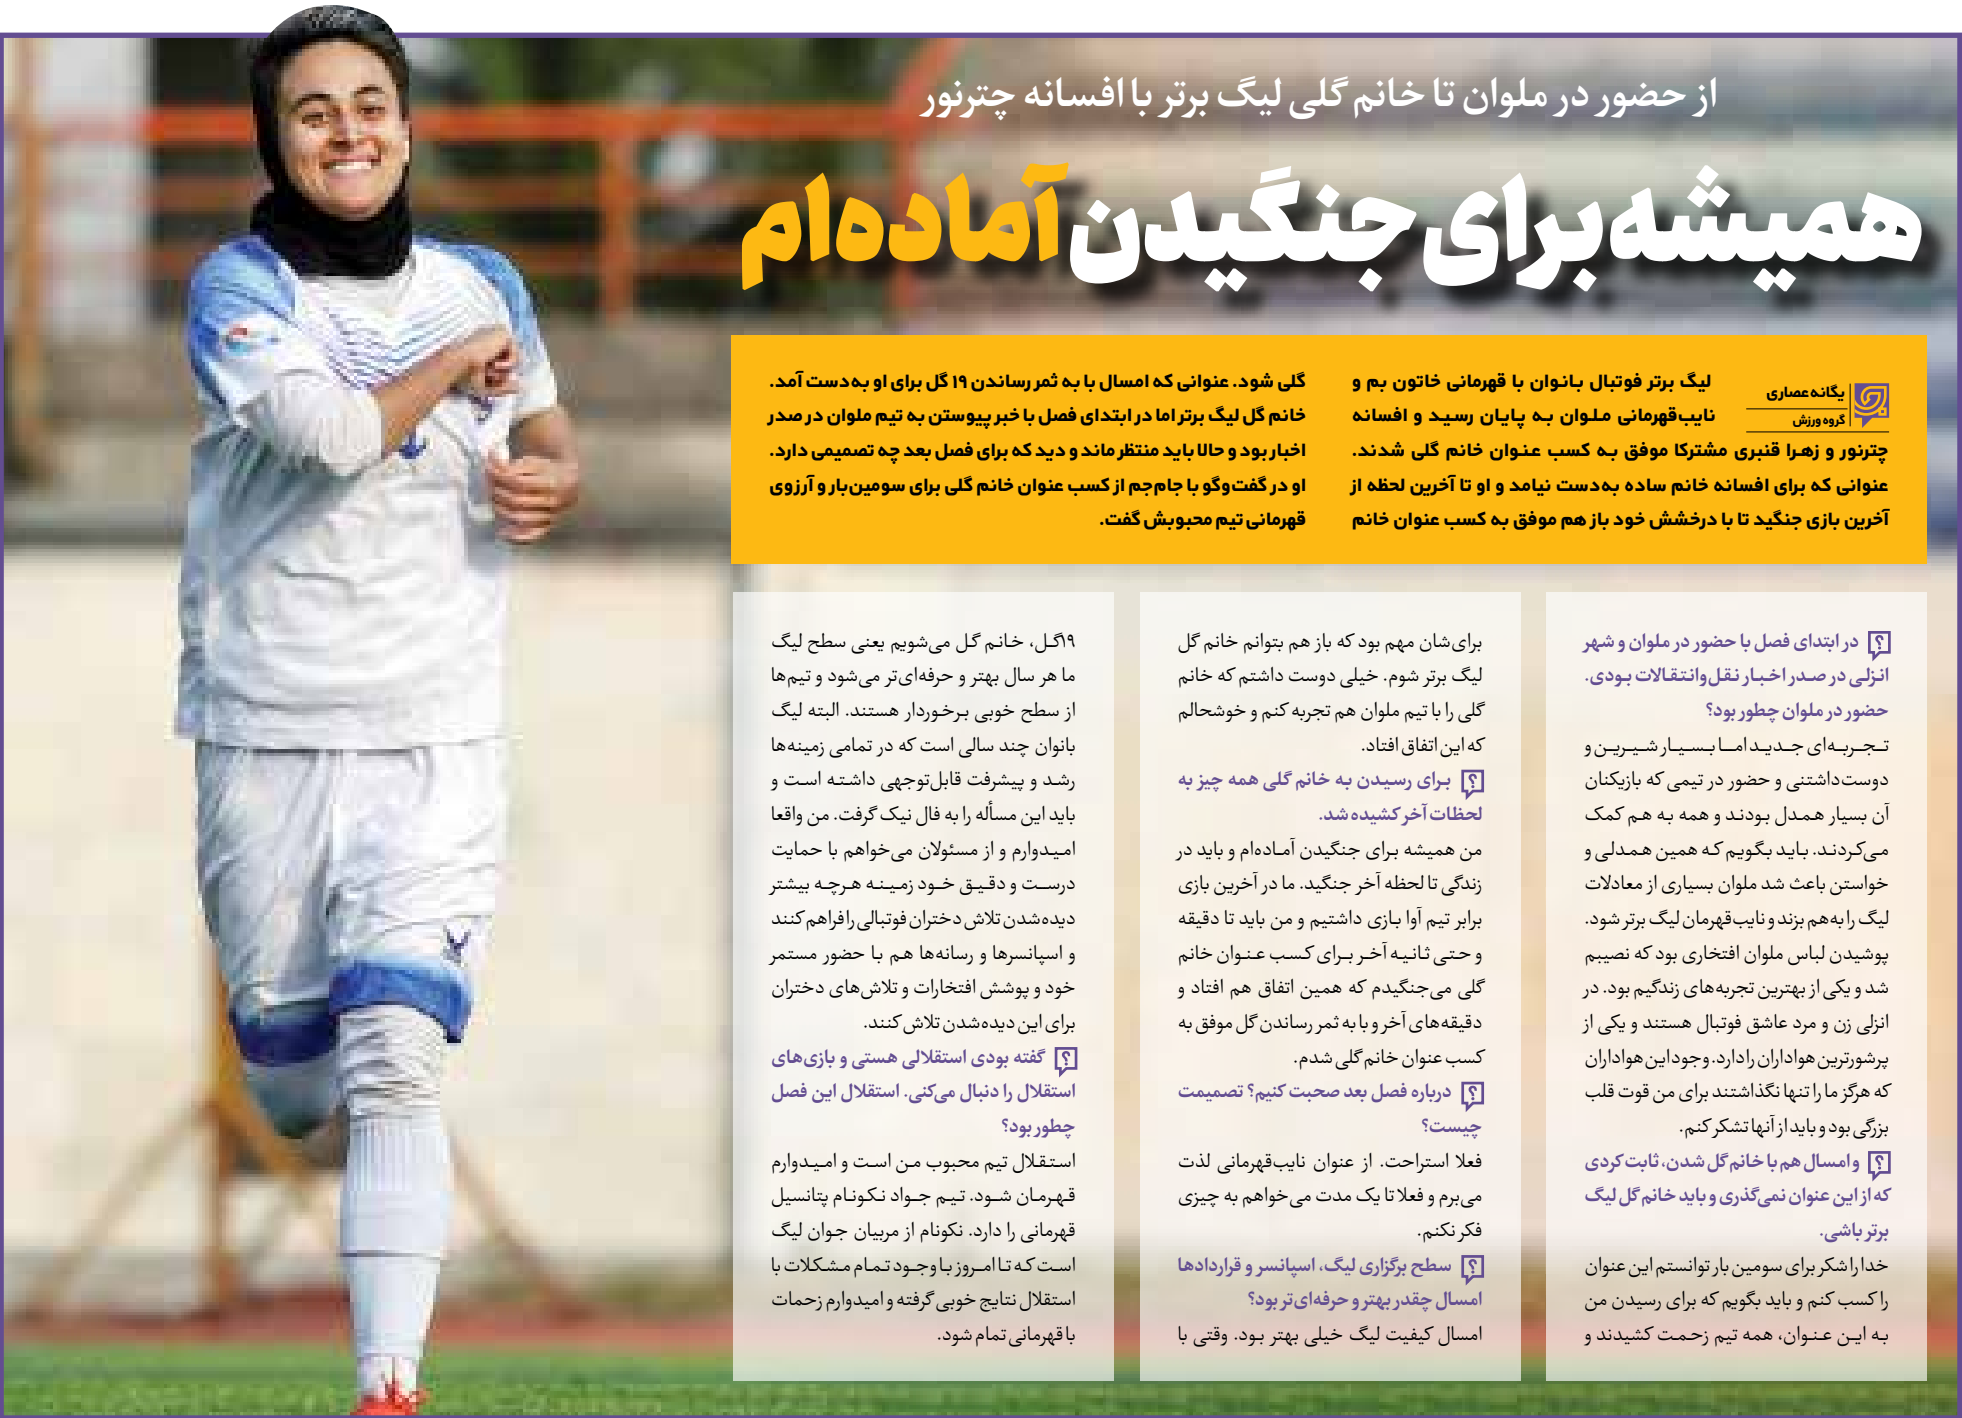 از حضور در ملوان تا خانم گلی لیگ برتر با افسانه چترنور
همیشه برای جنگیدن آماده‌ام
یگانه عصاری
گروه ورزش
لیگ برتر فوتبال بانوان با قهرمانی خاتون بم و
نایب‌قهرمانی ملوان به پایان رسید و افسانه
چترنور و زهرا قنبری مشترکا موفق به کسب عنوان خانم گلی شدند.
عنوانی که برای افسانه خانم ساده به‌دست نیامد و او تا آخرین لحظه از
آخرین بازی جنگید تا با درخشش خود باز هم موفق به کسب عنوان خانم
گلی شود. عنوانی که امسال با به ثمر رساندن ۱۹ گل برای او به‌دست آمد.
خانم گل لیگ برتر اما در ابتدای فصل با خبر پیوستن به تیم ملوان در صدر
اخبار بود و حالا باید منتظر ماند و دید که برای فصل بعد چه تصمیمی دارد.
او در گفت‌وگو با جام‌جم از کسب عنوان خانم گلی برای سومین‌بار و آرزوی
قهرمانی تیم محبوبش گفت.
؟ در ابتدای فصل با حضور در ملوان و شهر
انزلی در صدر اخبار نقل‌وانتقالات بودی.
حضور در ملوان چطور بود؟
تجربه‌ای جدید اما بسیار شیرین و
دوست‌داشتنی و حضور در تیمی که بازیکنان
آن بسیار همدل بودند و همه به هم کمک
می‌کردند. باید بگویم که همین همدلی و
خواستن باعث شد ملوان بسیاری از معادلات
لیگ را به‌هم بزند و نایب‌قهرمان لیگ برتر شود.
پوشیدن لباس ملوان افتخاری بود که نصیبم
شد و یکی از بهترین تجربه‌های زندگیم بود. در
انزلی زن و مرد عاشق فوتبال هستند و یکی از
پرشورترین هواداران را دارد. وجود این هواداران
که هرگز ما را تنها نگذاشتند برای من قوت قلب
بزرگی بود و باید از آنها تشکر کنم.
؟ و امسال هم با خانم گل شدن، ثابت کردی
که از این عنوان نمی‌گذری و باید خانم گل لیگ
برتر باشی.
خدا را شکر برای سومین بار توانستم این عنوان
را کسب کنم و باید بگویم که برای رسیدن من
به این عنوان، همه تیم زحمت کشیدند و
برای‌شان مهم بود که باز هم بتوانم خانم گل
لیگ برتر شوم. خیلی دوست داشتم که خانم
گلی را با تیم ملوان هم تجربه کنم و خوشحالم
که این اتفاق افتاد.
؟ برای رسیدن به خانم گلی همه چیز به
لحظات آخر کشیده شد.
من همیشه برای جنگیدن آماده‌ام و باید در
زندگی تا لحظه آخر جنگید. ما در آخرین بازی
برابر تیم آوا بازی داشتیم و من باید تا دقیقه
و حتی ثانیه آخر برای کسب عنوان خانم
گلی می‌جنگیدم که همین اتفاق هم افتاد و
دقیقه‌های آخر و با به ثمر رساندن گل موفق به
کسب عنوان خانم گلی شدم.
؟ درباره فصل بعد صحبت کنیم؟ تصمیمت
چیست؟
فعلا استراحت. از عنوان نایب‌قهرمانی لذت
می‌برم و فعلا تا یک مدت می‌خواهم به چیزی
فکر نکنم.
؟ سطح برگزاری لیگ، اسپانسر و قراردادها
امسال چقدر بهتر و حرفه‌ای‌تر بود؟
امسال کیفیت لیگ خیلی بهتر بود. وقتی با
۱۹گل، خانم گل می‌شویم یعنی سطح لیگ
ما هر سال بهتر و حرفه‌ای‌تر می‌شود و تیم‌ها
از سطح خوبی برخوردار هستند. البته لیگ
بانوان چند سالی است که در تمامی زمینه‌ها
رشد و پیشرفت قابل‌توجهی داشته است و
باید این مسأله را به فال نیک گرفت. من واقعا
امیدوارم و از مسئولان می‌خواهم با حمایت
درست و دقیق خود زمینه هرچه بیشتر
دیده‌شدن تلاش دختران فوتبالی را فراهم کنند
و اسپانسرها و رسانه‌ها هم با حضور مستمر
خود و پوشش افتخارات و تلاش‌های دختران
برای این دیده‌شدن تلاش کنند.
؟ گفته بودی استقلالی هستی و بازی‌های
استقلال را دنبال می‌کنی. استقلال این فصل
چطور بود؟
استقلال تیم محبوب من است و امیدوارم
قهرمان شود. تیم جواد نکونام پتانسیل
قهرمانی را دارد. نکونام از مربیان جوان لیگ
است که تا امروز با وجود تمام مشکلات با
استقلال نتایج خوبی گرفته و امیدوارم زحمات
با قهرمانی تمام شود.